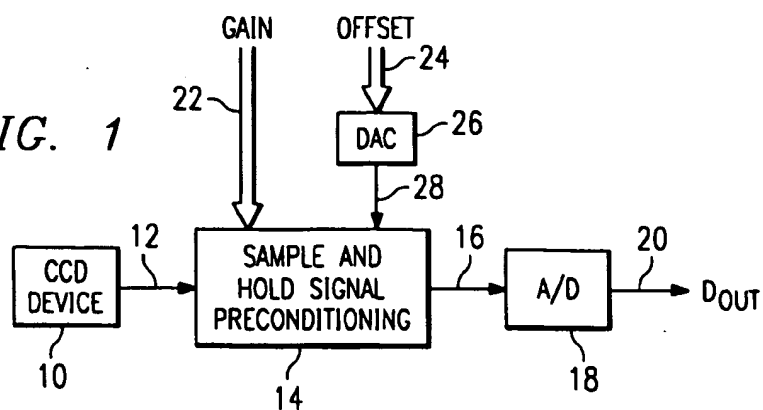 GAIN
OFFSET
24
22
IG. 1
DAC
26
28
12
CCD
DEVICE
10
SAMPLE AND
HOLD SIGNAL
PRECONDITIONING
14
16
A/D
18
20
DOUT